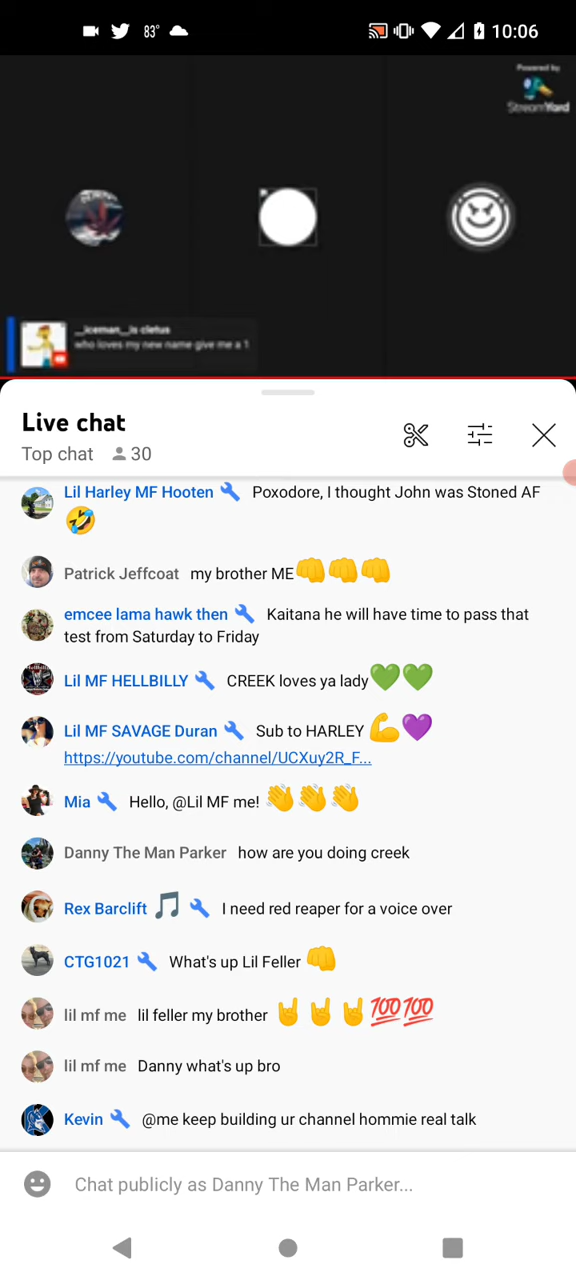 83° 10:06
Powered by
StreamYard
__iceman__is cletus
who loves my new name give me a 1
Live chat
Top chat 30
Lil Harley MF Hooten Poxodore, I thought John was Stoned AF
🤣
Patrick Jeffcoat my brother ME👊👊👊
emcee lama hawk then Kaitana he will have time to pass that
test from Saturday to Friday
Lil MF HELLBILLY CREEK loves ya lady💚💚
Lil MF SAVAGE Duran Sub to HARLEY 💪💜
https://youtube.com/channel/UCXuy2R_F...
Mia Hello, @Lil MF me! 👋👋👋
Danny The Man Parker how are you doing creek
Rex Barclift 🎵 I need red reaper for a voice over
CTG1021 What's up Lil Feller 👊
lil mf me lil feller my brother 🤘🤘🤘💯💯
lil mf me Danny what's up bro
Kevin @me keep building ur channel hommie real talk
Chat publicly as Danny The Man Parker...